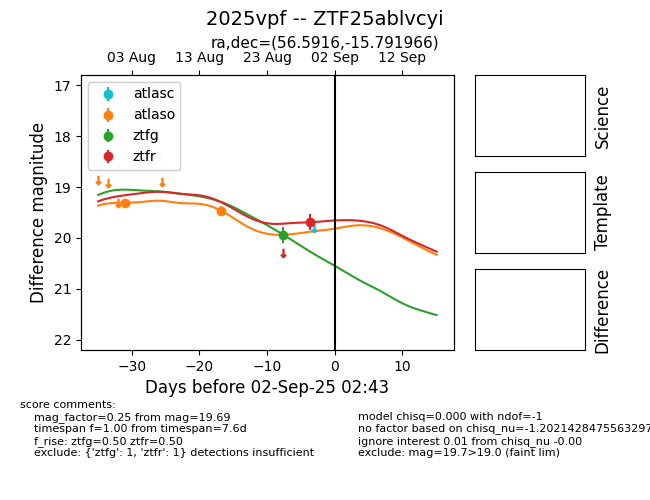 2025vpf -- ZTF25ablvcyi
ra,dec=(56.5916,-15.791966)
03 Aug 13 Aug 23 Aug 02 Sep 12 Sep
17
18
19
20
21
22
Difference magnitude
atlasc
atlaso
ztfg
ztfr
−30 −20 −10 0 10
Days before 02-Sep-25 02:43
Science
Template
Difference
score comments:
mag_factor=0.25 from mag=19.69
timespan f=1.00 from timespan=7.6d
f_rise: ztfg=0.50 ztfr=0.50
exclude: {'ztfg': 1, 'ztfr': 1} detections insufficient
model chisq=0.000 with ndof=-1
no factor based on chisq_nu=-1.2021428475563297
ignore interest 0.01 from chisq_nu -0.00
exclude: mag=19.7>19.0 (faint lim)